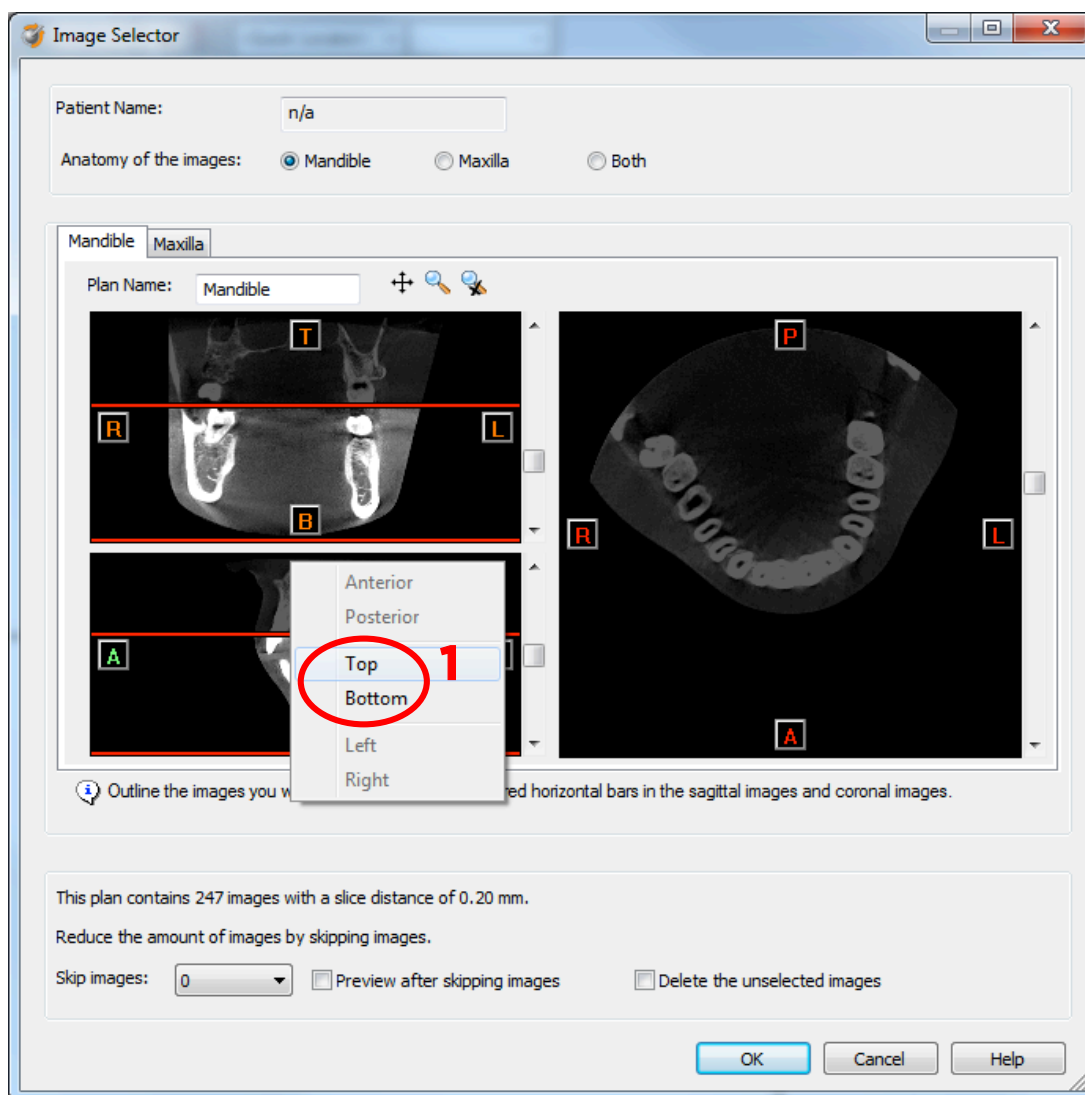 Image Selector
Patient Name: n/a
Anatomy of the images: Mandible Maxilla Both
Mandible Maxilla
Plan Name: Mandible
T
R L
B
A
Anterior
Posterior
Top
Bottom
Left
Right
1
P
R L
A
Outline the images you w red horizontal bars in the sagittal images and coronal images.
This plan contains 247 images with a slice distance of 0.20 mm.
Reduce the amount of images by skipping images.
Skip images: 0 Preview after skipping images Delete the unselected images
OK Cancel Help